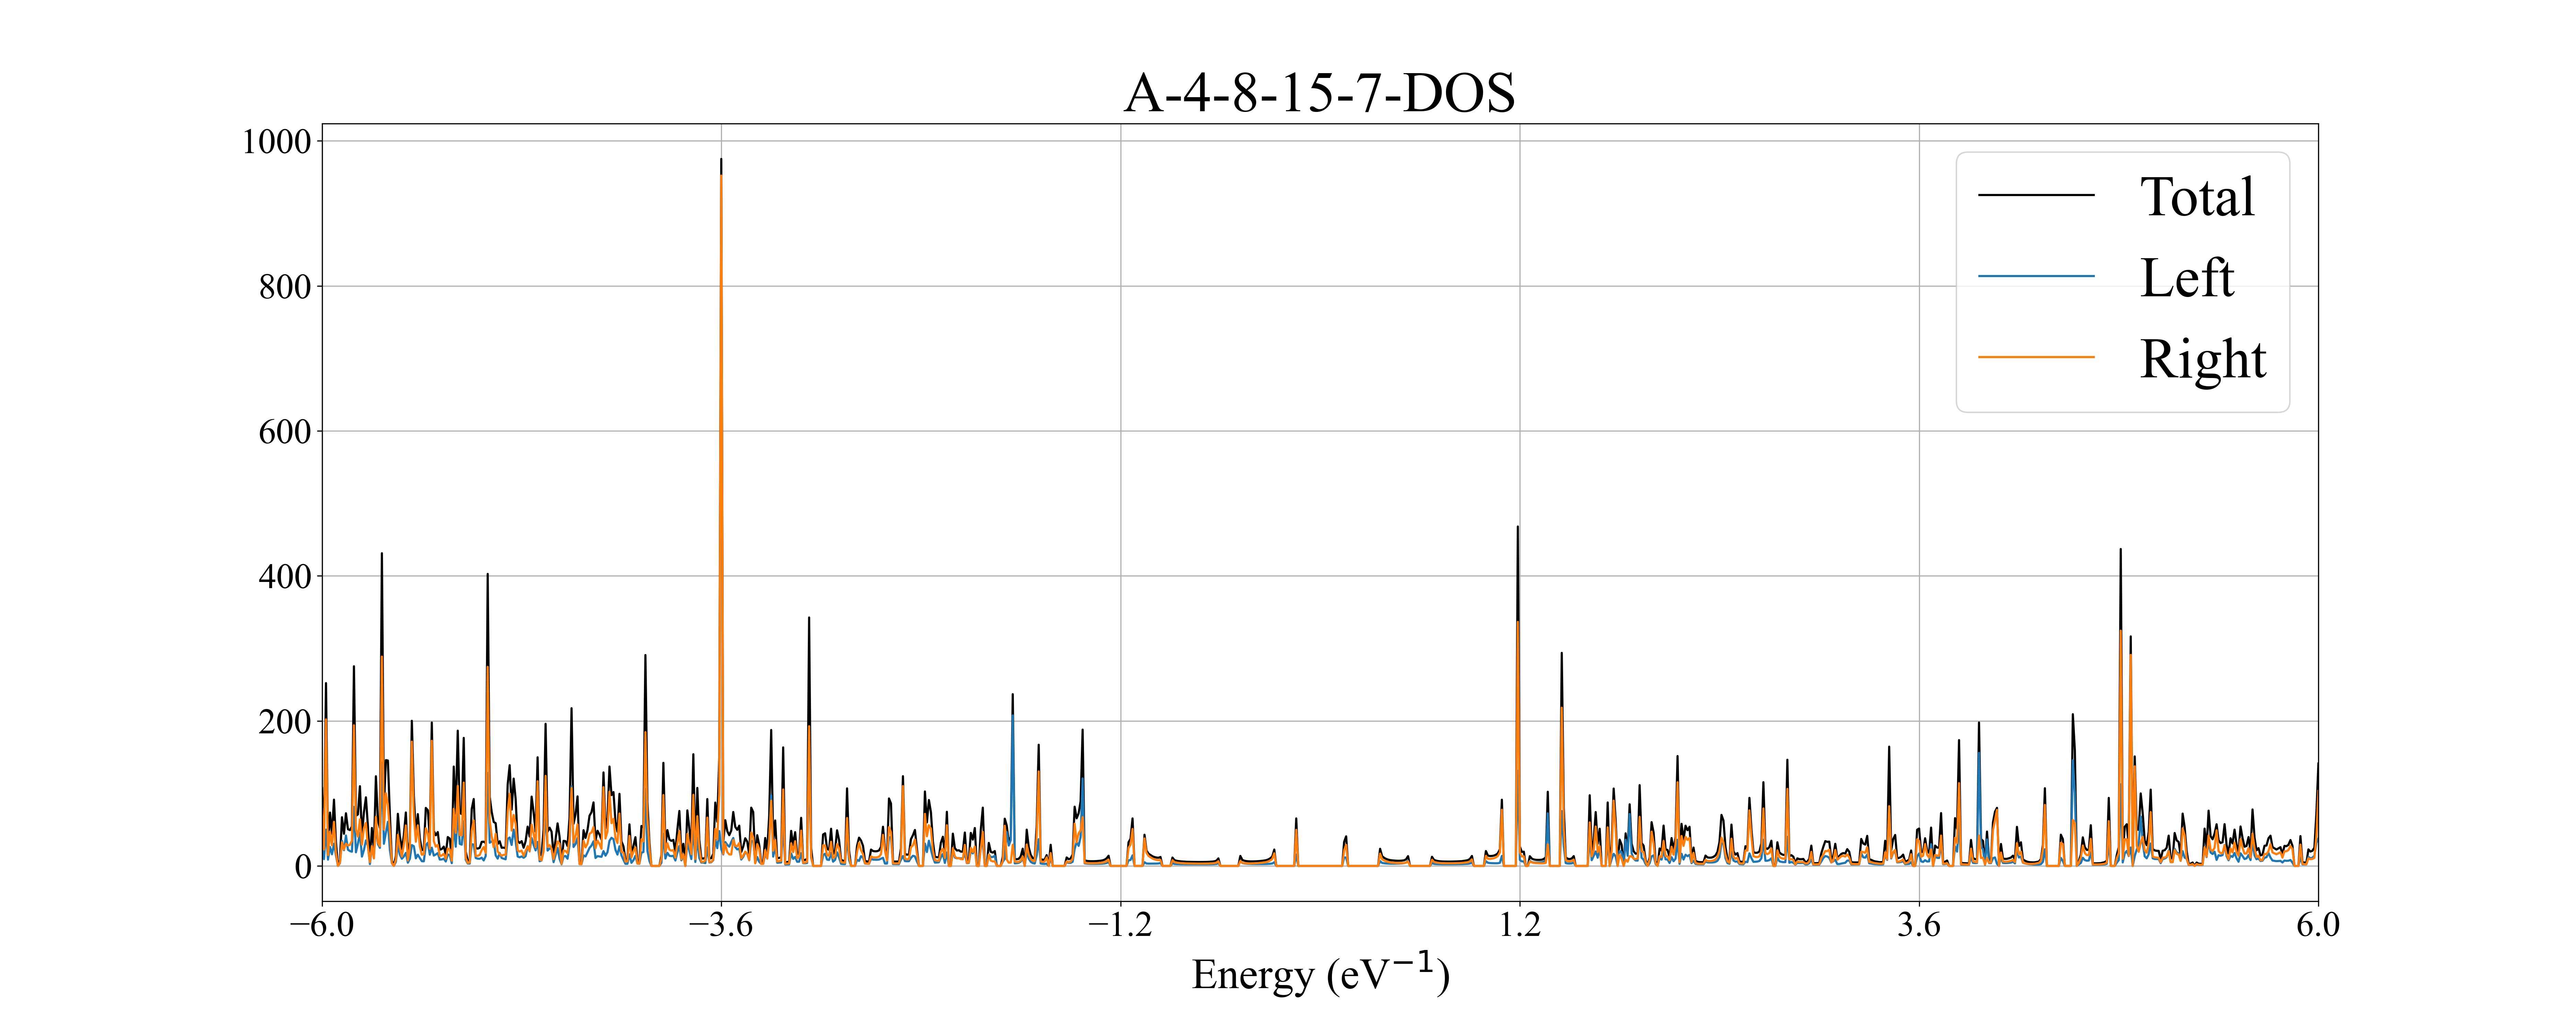 A-4-8-15-7-DOS
1000
800
600
400
200
0
Total
Left
Right
−6.0 −3.6 −1.2 1.2 3.6 6.0
Energy (eV⁻¹)